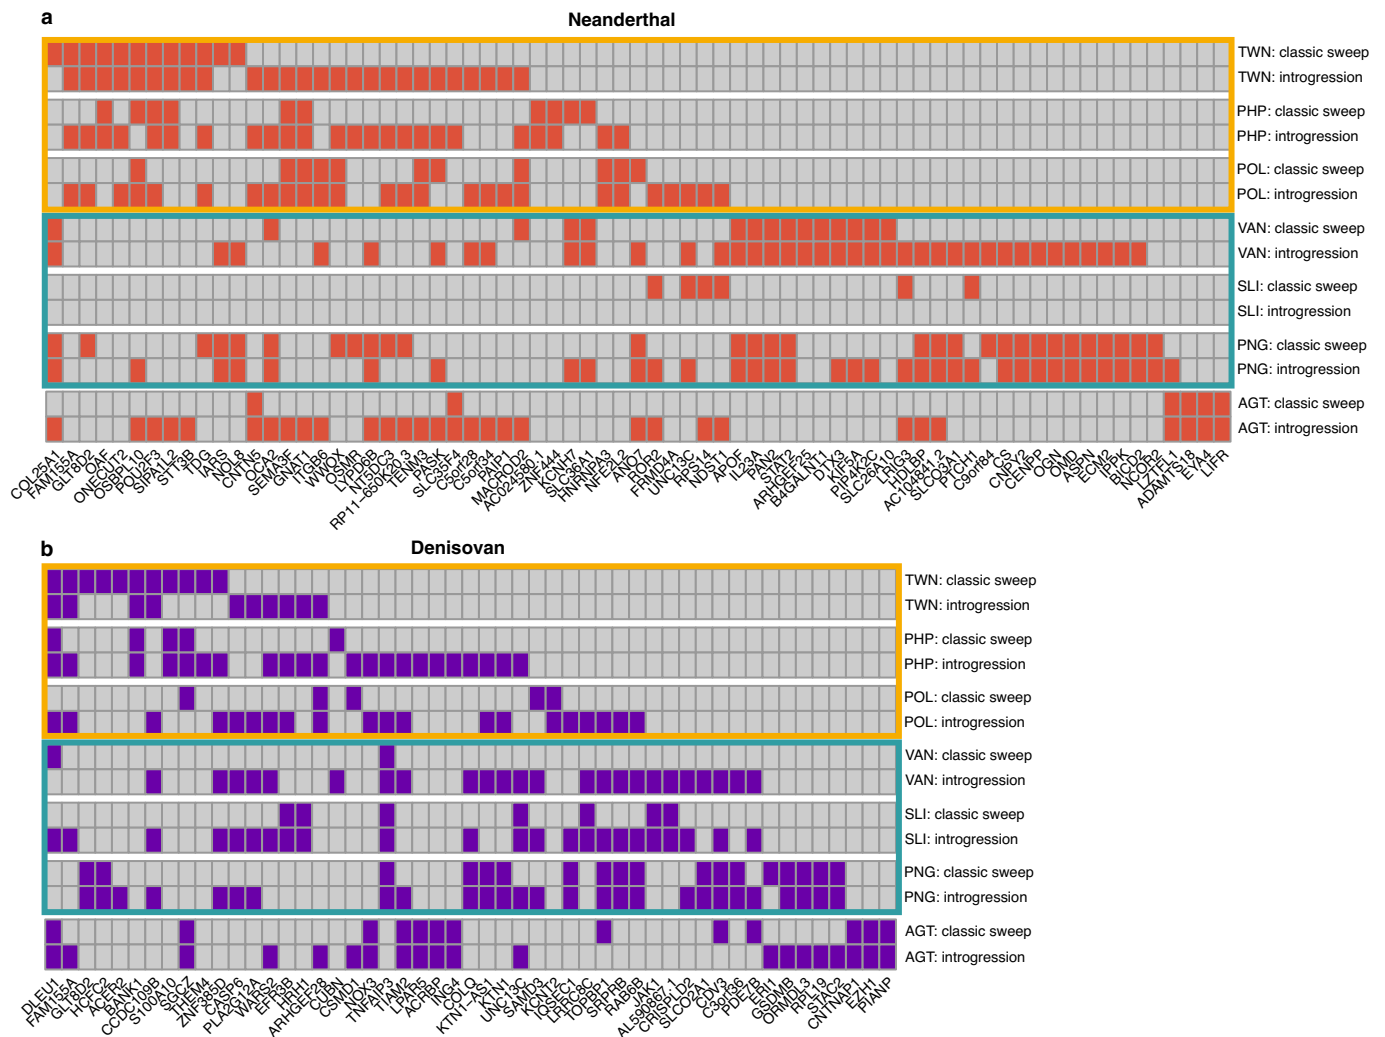 a
Neanderthal
TWN: classic sweep
TWN: introgression
PHP: classic sweep
PHP: introgression
POL: classic sweep
POL: introgression
VAN: classic sweep
VAN: introgression
SLI: classic sweep
SLI: introgression
PNG: classic sweep
PNG: introgression
AGT: classic sweep
AGT: introgression
COL25A1
FAM155A
GLT8D2
OAF
ONECUT2
OSBPL10
POU2F3
SIPA1L2
ST3B
TDG
IARS
NOL8
CNTN5
OCA2
SEMA3F
GNAT1
ITGB6
WWOX
OSMR
LYPD6B
NT5DC3
RP11−650K20.3
TENM3
PASK
SLC35F4
C5orf28
C5orf34
PAIP1
MACROD2
AC024580.1
ZNF444
KCNH7
SLC36A1
HNRNPA3
NFE2L2
ANO7
ROR2
FRMD4A
UNC13C
RPS14
NDST1
APOF
IL23A
PAN2
STAT2
ARHGEF25
B4GALNT1
DTX3
KIF5A
PIP4K2C
SLC26A10
LRIG3
HDLBP
AC104841.2
SLCO3A1
PTCH1
C9orf84
CS
CNPY2
CENPP
OGN
OMD
ASPN
ECM2
IPPK
BICD2
NCOR2
LZTFL1
ADAMTS18
EYA4
LIFR
b
Denisovan
TWN: classic sweep
TWN: introgression
PHP: classic sweep
PHP: introgression
POL: classic sweep
POL: introgression
VAN: classic sweep
VAN: introgression
SLI: classic sweep
SLI: introgression
PNG: classic sweep
PNG: introgression
AGT: classic sweep
AGT: introgression
DLEU1
FAM155A
GLT8D2
HCFC2
ACER2
BANK1
CCDC109B
S100A10
SGCZ
THEM4
ZNF385D
CASP6
PLA2G12A
WARS2
EFR3B
HRH1
ARHGEF28
CUBN
CSMD1
NOX3
TNFAIP3
TIAM2
LPAR5
ACRBP
ING4
COLQ
KTN1−AS1
KTN1
UNC13C
SAMD3
KCNT2
IQSEC1
LRRC8C
TOPBP1
SRPRB
RAB6B
JAK1
AL590867.1
CRISPLD2
SLCO2A1
CAV3
C3orf36
PDE7B
ERI1
GSDMB
ORMDL3
RPL19
STAC2
CNTNAP1
EZH1
PIANP